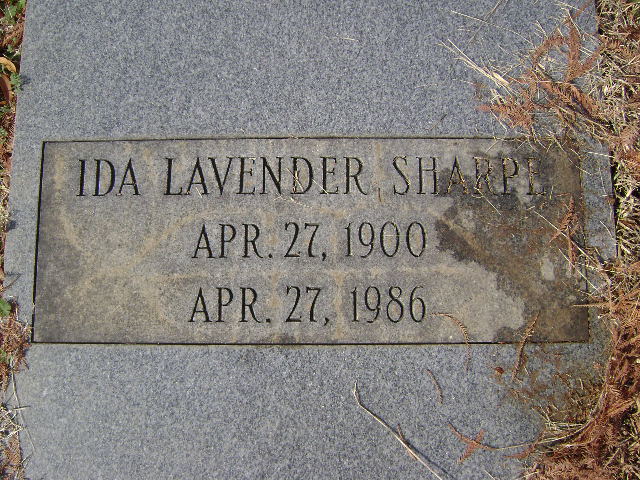 IDA LAVENDER SHARPE
APR. 27, 1900
APR. 27, 1986